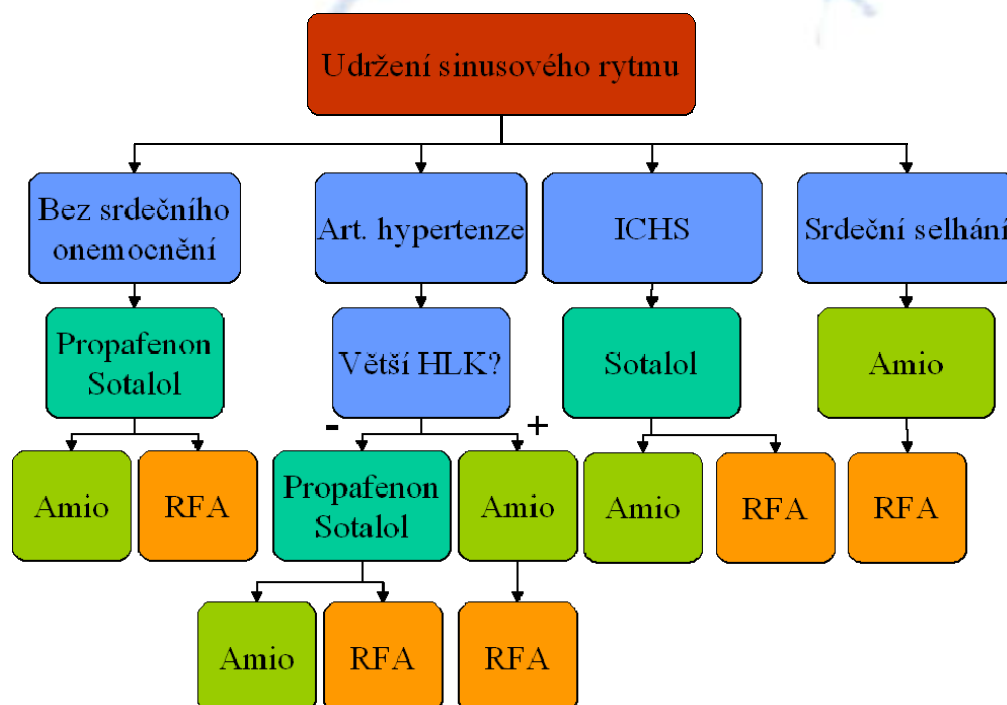 Udržení sinusového rytmu
Bez srdečního
onemocnění
Art. hypertenze
ICHS
Srdeční selhání
Propafenon
Sotalol
Větší HLK?
Sotalol
Amio
-
+
Amio
RFA
Propafenon
Sotalol
Amio
Amio
RFA
RFA
Amio
RFA
RFA